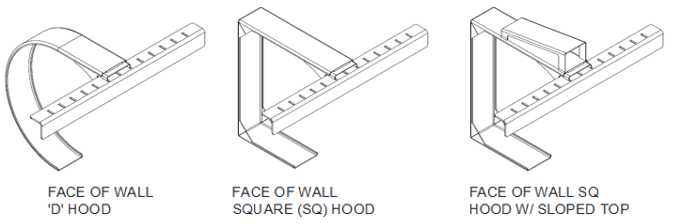 FACE OF WALL
'D' HOOD
FACE OF WALL
SQUARE (SQ) HOOD
FACE OF WALL SQ
HOOD W/ SLOPED TOP